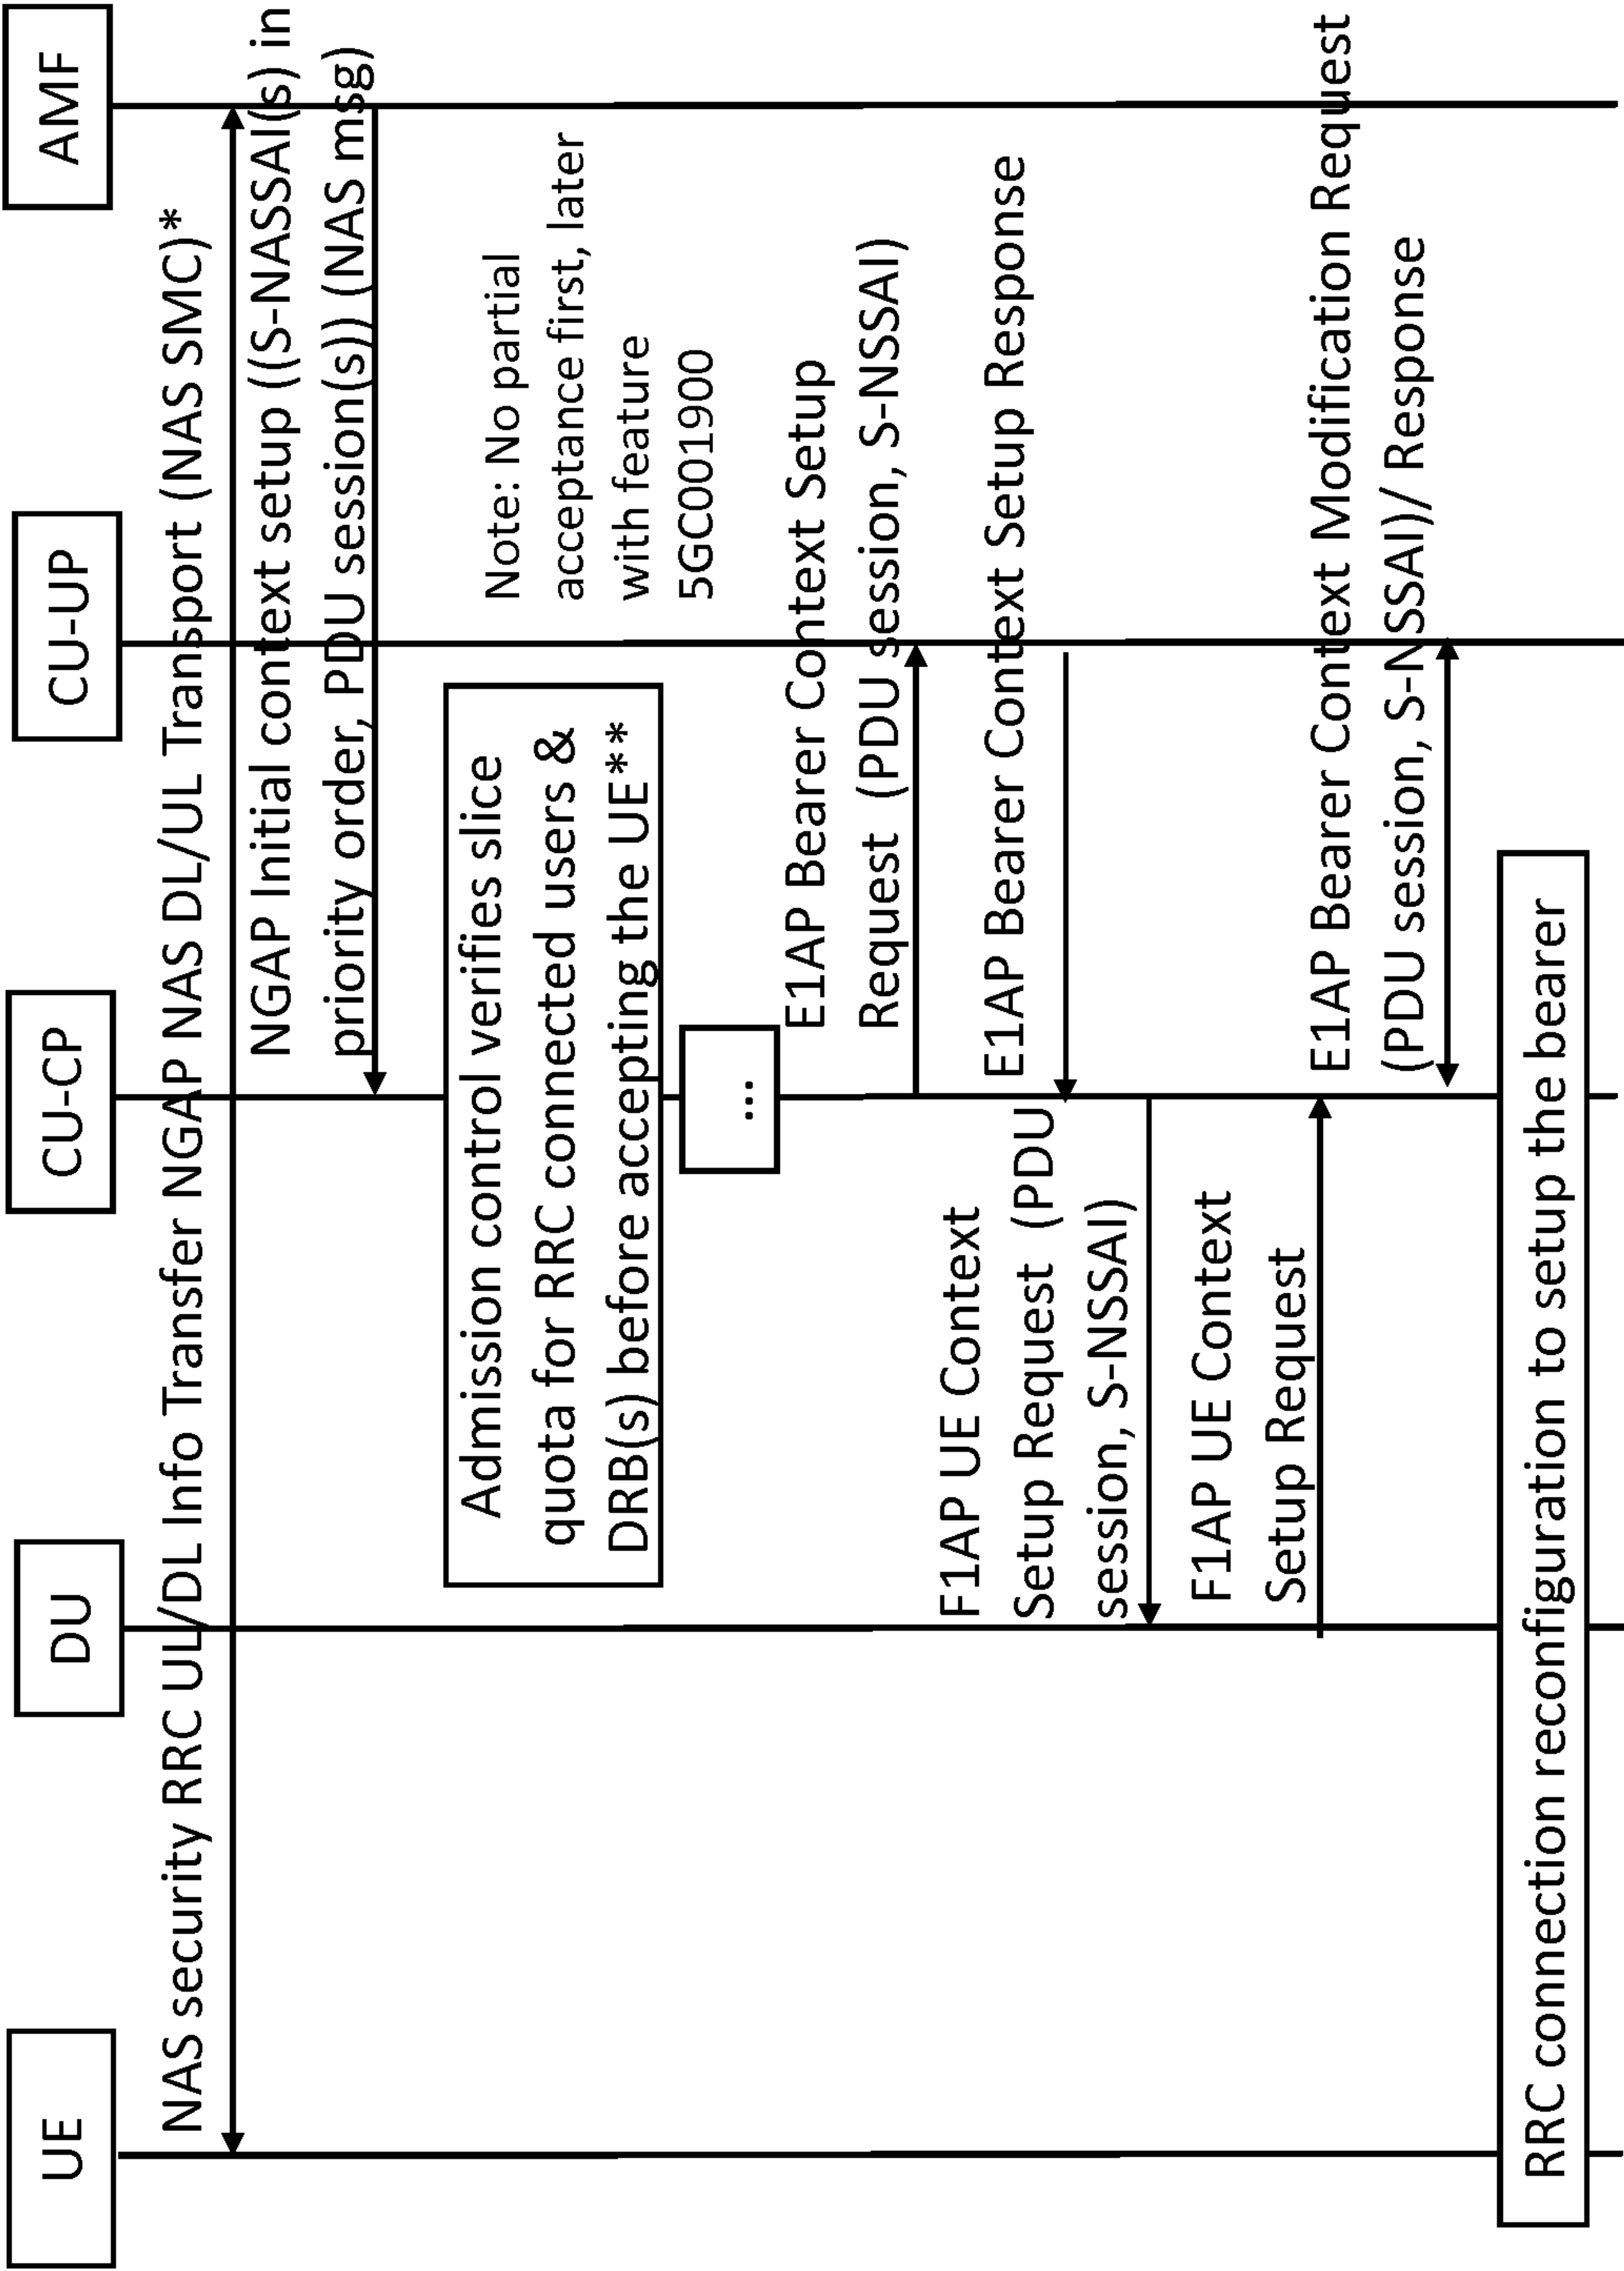 UE
DU
CU-CP
CU-UP
AMF
NAS security RRC UL/DL Info Transfer NGAP NAS DL/UL Transport (NAS SMC)*
NGAP Initial context setup ((S-NASSAI(s) in
priority order, PDU session(s)) (NAS msg)
Admission control verifies slice
quota for RRC connected users &
DRB(s) before accepting the UE**
Note: No partial
acceptance first, later
with feature
5GC001900
...
E1AP Bearer Context Setup
Request (PDU session, S-NSSAI)
E1AP Bearer Context Setup Response
F1AP UE Context
Setup Request (PDU
session, S-NSSAI)
F1AP UE Context
Setup Request
E1AP Bearer Context Modification Request
(PDU session, S-NSSAI)/ Response
RRC connection reconfiguration to setup the bearer